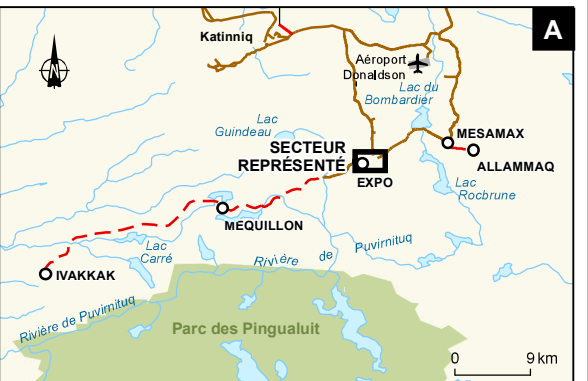 A
Katinniq
Aéroport
Donaldson
Lac du
Bombardier
Lac
Guindeau
SECTEUR
REPRÉSENTÉ
MESAMAX
ALLAMMAQ
EXPO
Lac
Rocbrune
MEQUILLON
Lac
Carré
Rivière de Puvirnituq
IVAKKAK
Rivière de Puvirnituq
Parc des Pingualuit
0 9 km